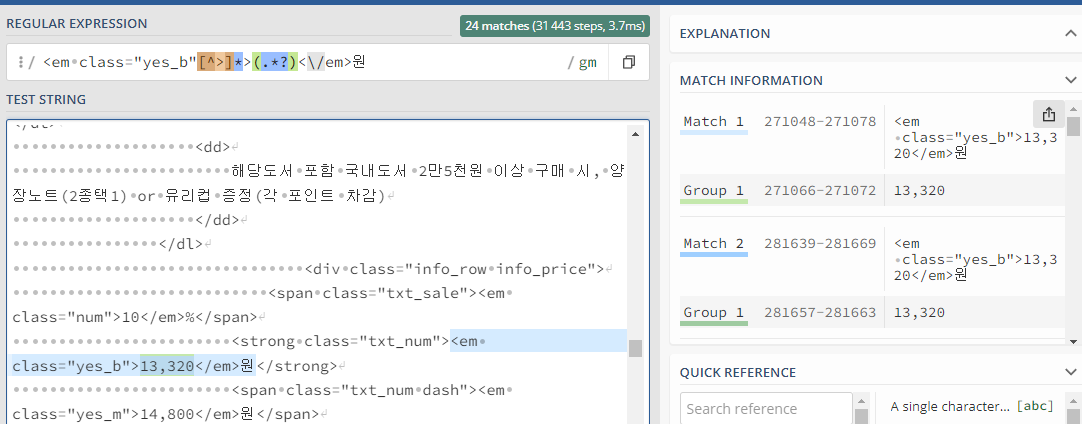 REGULAR EXPRESSION
24 matches (31 443 steps, 3.7ms)
/ <em class="yes_b"[^>]*>(.*?)<\/em>원
/ gm
TEST STRING
<dd>
해당도서 포함 국내도서 2만5천원 이상 구매 시, 양
장노트(2종택1) or 유리컵 증정(각 포인트 차감)
</dd>
</dl>
<div class="info_row info_price">
<span class="txt_sale"><em
class="num">10</em>%</span>
<strong class="txt_num"><em
class="yes_b">13,320</em>원</strong>
<span class="txt_num dash"><em
class="yes_m">14,800</em>원</span>
EXPLANATION
MATCH INFORMATION
Match 1 271048-271078 <em
class="yes_b">13,3
20</em>원
Group 1 271066-271072 13,320
Match 2 281639-281669 <em
class="yes_b">13,3
20</em>원
Group 1 281657-281663 13,320
QUICK REFERENCE
Search reference
A single character... [abc]